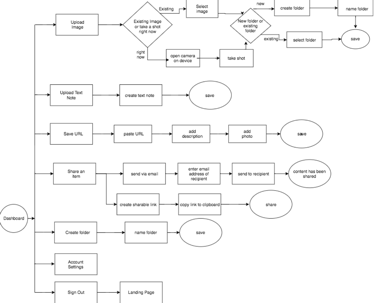 Upload
Image
Existing Image
or take a shot
right now
Existing
Select
Image
right
now
open camera
on device
take shot
New folder or
existing
folder
new
create folder
name folder
existing
select folder
save
Upload Text
Note
create text note
save
Save URL
paste URL
add
description
add
photo
save
Share an
item
send via email
enter email
address of
recipient
send to recipient
content has been
shared
create sharable link
copy link to clipboard
share
Dashboard
Create folder
name folder
save
Account
Settings
Sign Out
Landing Page